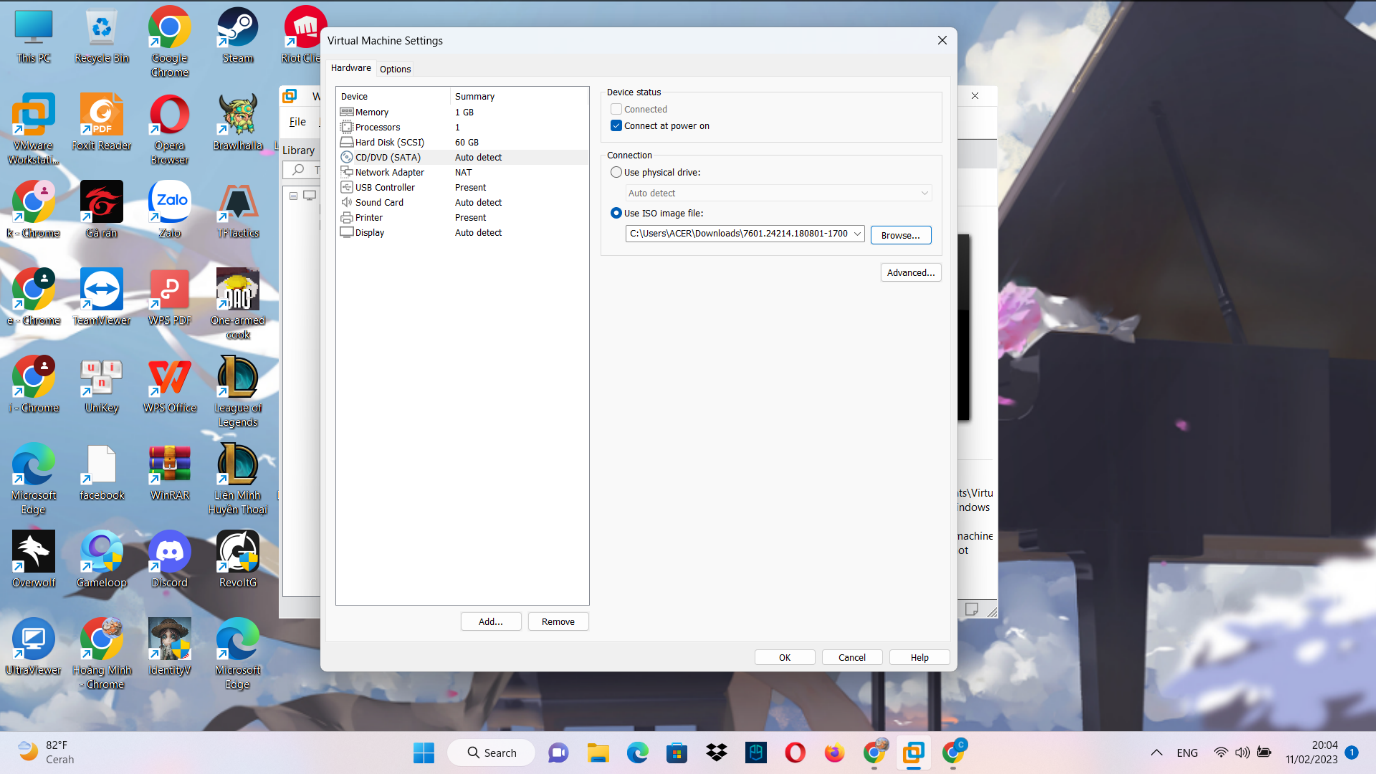 This PC
Recycle Bin
Google
Chrome
Steam
VMware
Workstati...
Foxit Reader
Opera
Browser
Brawlhalla
k - Chrome
Gà rán
Zalo
Zalo
TFTactics
e - Chrome
TeamViewer
WPS PDF
One-armed
cook
i - Chrome
UniKey
WPS Office
League of
Legends
Microsoft
Edge
facebook
WinRAR
Liên Minh
Huyền Thoại
Overwolf
Gameloop
Discord
RevoltG
UltraViewer
Hoàng Minh
- Chrome
IdentityV
Microsoft
Edge
PDF
File
Library
Virtual Machine Settings
Hardware
Options
Device
Summary
Memory
1 GB
Processors
1
Hard Disk (SCSI)
60 GB
CD/DVD (SATA)
Auto detect
Network Adapter
NAT
USB Controller
Present
Sound Card
Auto detect
Printer
Present
Display
Auto detect
Add...
Remove
Device status
Connected
Connect at power on
Connection
Use physical drive:
Auto detect
Use ISO image file:
C:\Users\ACER\Downloads\7601.24214.180801-1700
Browse...
Advanced...
OK
Cancel
Help
82°F
Cerah
Search
ENG
20:04
11/02/2023
1